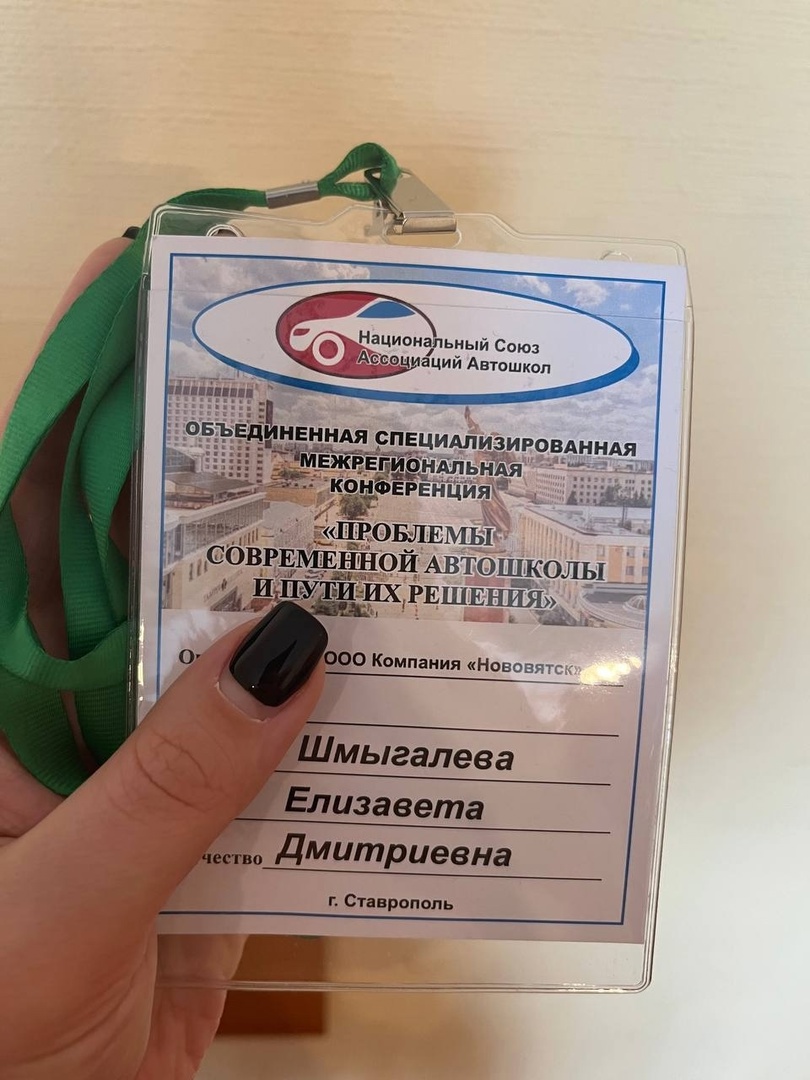 Национальный Союз
Ассоциаций Автошкол
ОБЪЕДИНЕННАЯ СПЕЦИАЛИЗИРОВАННАЯ
МЕЖРЕГИОНАЛЬНАЯ
КОНФЕРЕНЦИЯ
«ПРОБЛЕМЫ
СОВРЕМЕННОЙ АВТОШКОЛЫ
И ПУТИ ИХ РЕШЕНИЯ»
ООО Компания «Нововятск»
Шмыгалева
Елизавета
Дмитриевна
г. Ставрополь